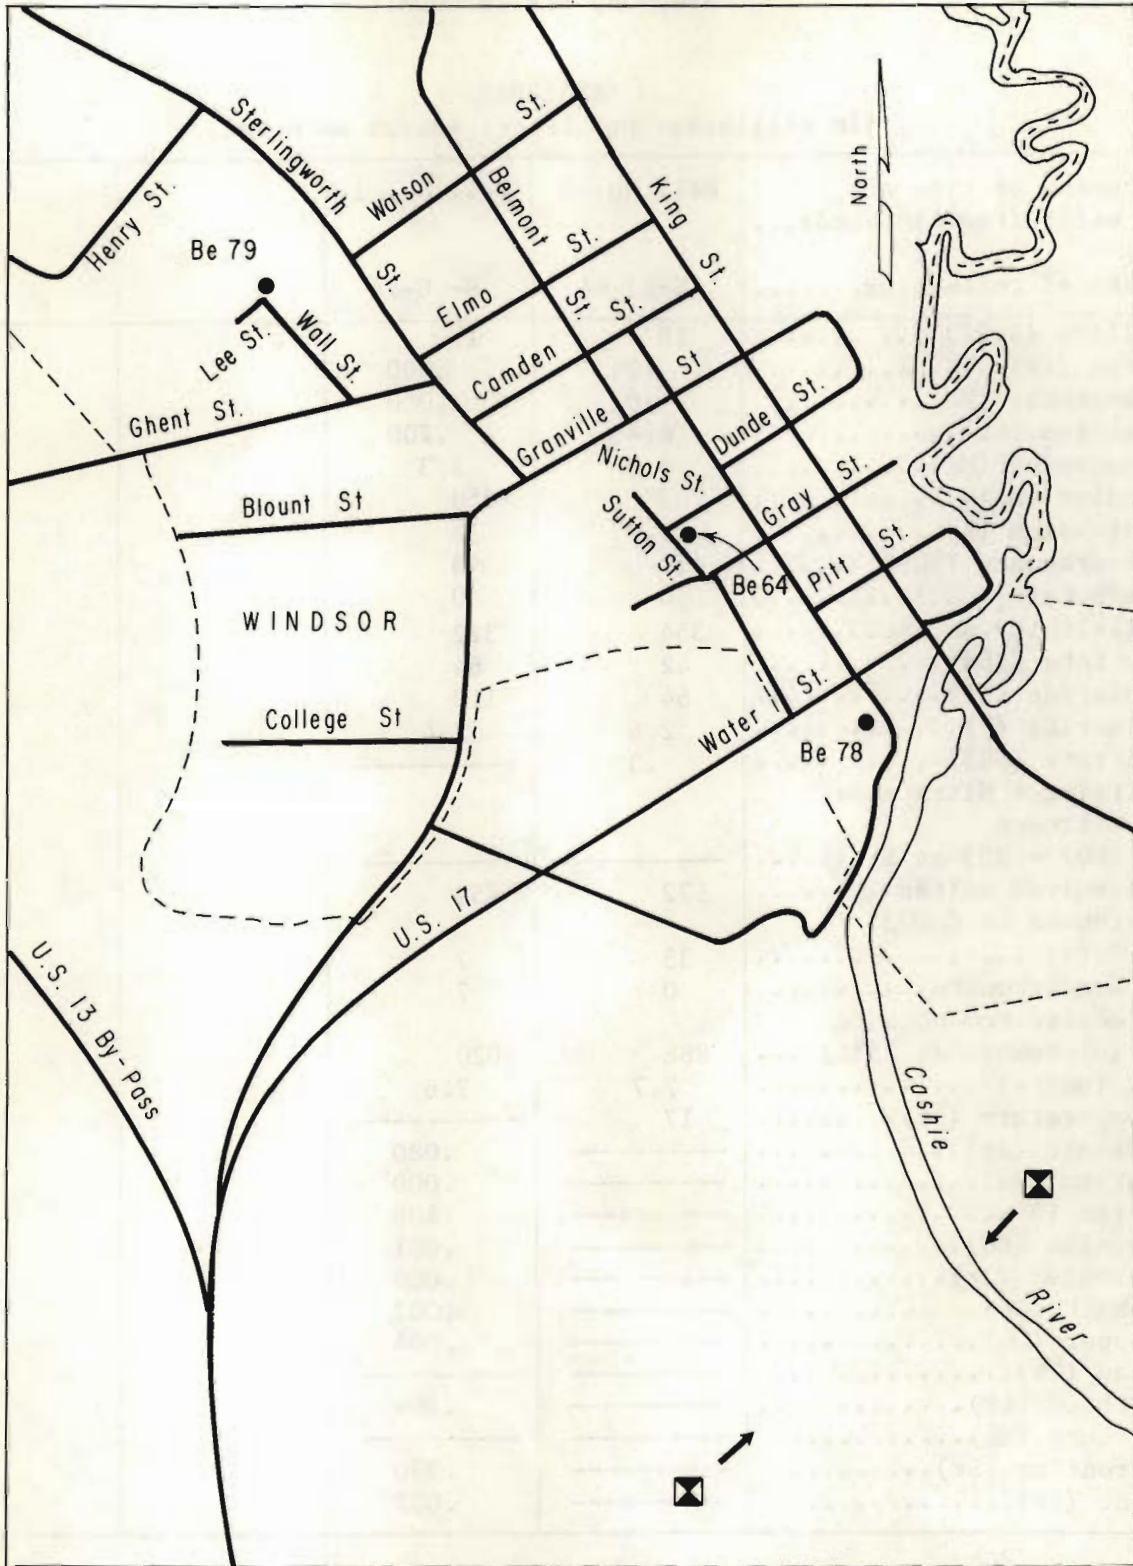 Sterlingworth
St.
Henry St.
Be 79
Watson
St.
Belmont
St.
King
St.
North
Elmo
St.
Camden
St.
Lee St.
Wall St.
Ghent St.
Granville
St
Dunde St.
Nichols St.
Gray St.
Sutton St.
Be 64
Pitt St.
Blount St
WINDSOR
College St
Water St.
Be 78
U.S. 17
U.S. 13 By-Pass
Cashie
River